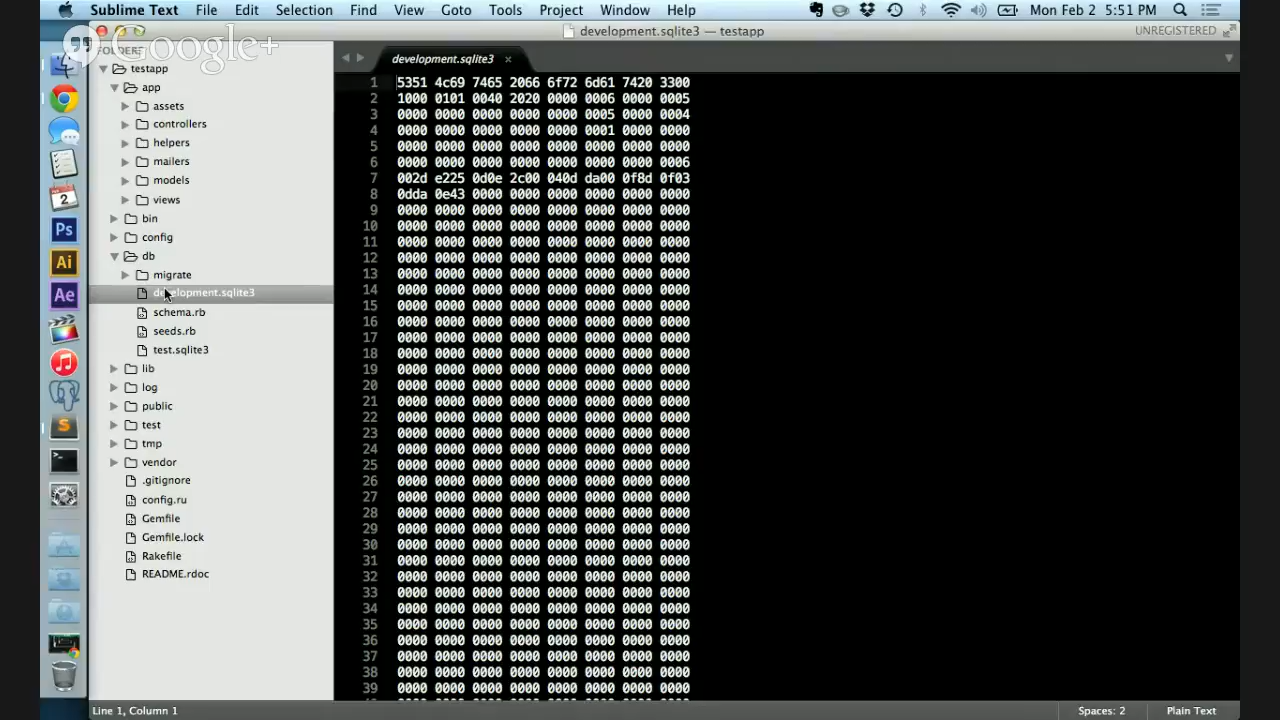 Sublime Text File Edit Selection Find View Goto Tools Project Window Help Mon Feb 2 5:51 PM
development.sqlite3 — testapp UNREGISTERED
Google+
FOLDERS
testapp
app
assets
controllers
helpers
mailers
models
views
bin
config
db
migrate
development.sqlite3
schema.rb
seeds.rb
test.sqlite3
lib
log
public
test
tmp
vendor
.gitignore
config.ru
Gemfile
Gemfile.lock
Rakefile
README.rdoc
2
Ps
Ai
Ae
S
development.sqlite3 ×
1 5351 4c69 7465 2066 6f72 6d61 7420 3300
2 1000 0101 0040 2020 0000 0006 0000 0005
3 0000 0000 0000 0000 0000 0005 0000 0004
4 0000 0000 0000 0000 0000 0001 0000 0000
5 0000 0000 0000 0000 0000 0000 0000 0000
6 0000 0000 0000 0000 0000 0000 0000 0006
7 002d e225 0d0e 2c00 040d da00 0f8d 0f03
8 0dda 0e43 0000 0000 0000 0000 0000 0000
9 0000 0000 0000 0000 0000 0000 0000 0000
10 0000 0000 0000 0000 0000 0000 0000 0000
11 0000 0000 0000 0000 0000 0000 0000 0000
12 0000 0000 0000 0000 0000 0000 0000 0000
13 0000 0000 0000 0000 0000 0000 0000 0000
14 0000 0000 0000 0000 0000 0000 0000 0000
15 0000 0000 0000 0000 0000 0000 0000 0000
16 0000 0000 0000 0000 0000 0000 0000 0000
17 0000 0000 0000 0000 0000 0000 0000 0000
18 0000 0000 0000 0000 0000 0000 0000 0000
19 0000 0000 0000 0000 0000 0000 0000 0000
20 0000 0000 0000 0000 0000 0000 0000 0000
21 0000 0000 0000 0000 0000 0000 0000 0000
22 0000 0000 0000 0000 0000 0000 0000 0000
23 0000 0000 0000 0000 0000 0000 0000 0000
24 0000 0000 0000 0000 0000 0000 0000 0000
25 0000 0000 0000 0000 0000 0000 0000 0000
26 0000 0000 0000 0000 0000 0000 0000 0000
27 0000 0000 0000 0000 0000 0000 0000 0000
28 0000 0000 0000 0000 0000 0000 0000 0000
29 0000 0000 0000 0000 0000 0000 0000 0000
30 0000 0000 0000 0000 0000 0000 0000 0000
31 0000 0000 0000 0000 0000 0000 0000 0000
32 0000 0000 0000 0000 0000 0000 0000 0000
33 0000 0000 0000 0000 0000 0000 0000 0000
34 0000 0000 0000 0000 0000 0000 0000 0000
35 0000 0000 0000 0000 0000 0000 0000 0000
36 0000 0000 0000 0000 0000 0000 0000 0000
37 0000 0000 0000 0000 0000 0000 0000 0000
38 0000 0000 0000 0000 0000 0000 0000 0000
39 0000 0000 0000 0000 0000 0000 0000 0000
Line 1, Column 1 Spaces: 2 Plain Text